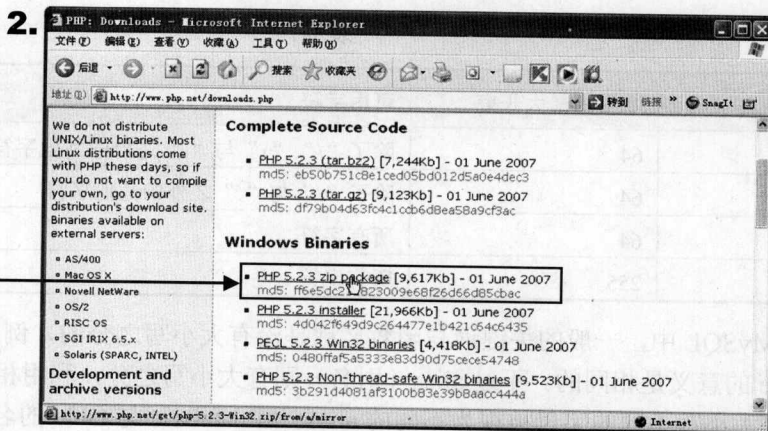 2.
PHP: Downloads - Microsoft Internet Explorer
文件(F) 编辑(E) 查看(V) 收藏(A) 工具(T) 帮助(H)
后退 搜索 收藏夹
地址(D) http://www.php.net/downloads.php 转到 链接 » SnagIt
We do not distribute
UNIX/Linux binaries. Most
Linux distributions come
with PHP these days, so if
you do not want to compile
your own, go to your
distribution's download site.
Binaries available on
external servers:
AS/400
Mac OS X
Novell NetWare
OS/2
RISC OS
SGI IRIX 6.5.x
Solaris (SPARC, INTEL)
Development and
archive versions
Complete Source Code
PHP 5.2.3 (tar.bz2) [7,244Kb] - 01 June 2007
md5: eb50b751c8e1ced05bd012d5a0e4dec3
PHP 5.2.3 (tar.gz) [9,123Kb] - 01 June 2007
md5: df79b04d63fc4c1ccb6d8ea58a9cf3ac
Windows Binaries
PHP 5.2.3 zip package [9,617Kb] - 01 June 2007
md5:
PHP 5.2.3 installer [21,966Kb] - 01 June 2007
md5: 4d042f649d9c264477e1b421c64c6435
PECL 5.2.3 Win32 binaries [4,418Kb] - 01 June 2007
md5: 0480ffaf5a5333e83d90d75cece54748
PHP 5.2.3 Non-thread-safe Win32 binaries [9,523Kb] - 01 June 2007
md5: 3b291d4081af3100b83e39b8aacc444a
http://www.php.net/get/php-5.2.3-Win32.zip/from/a/mirror Internet